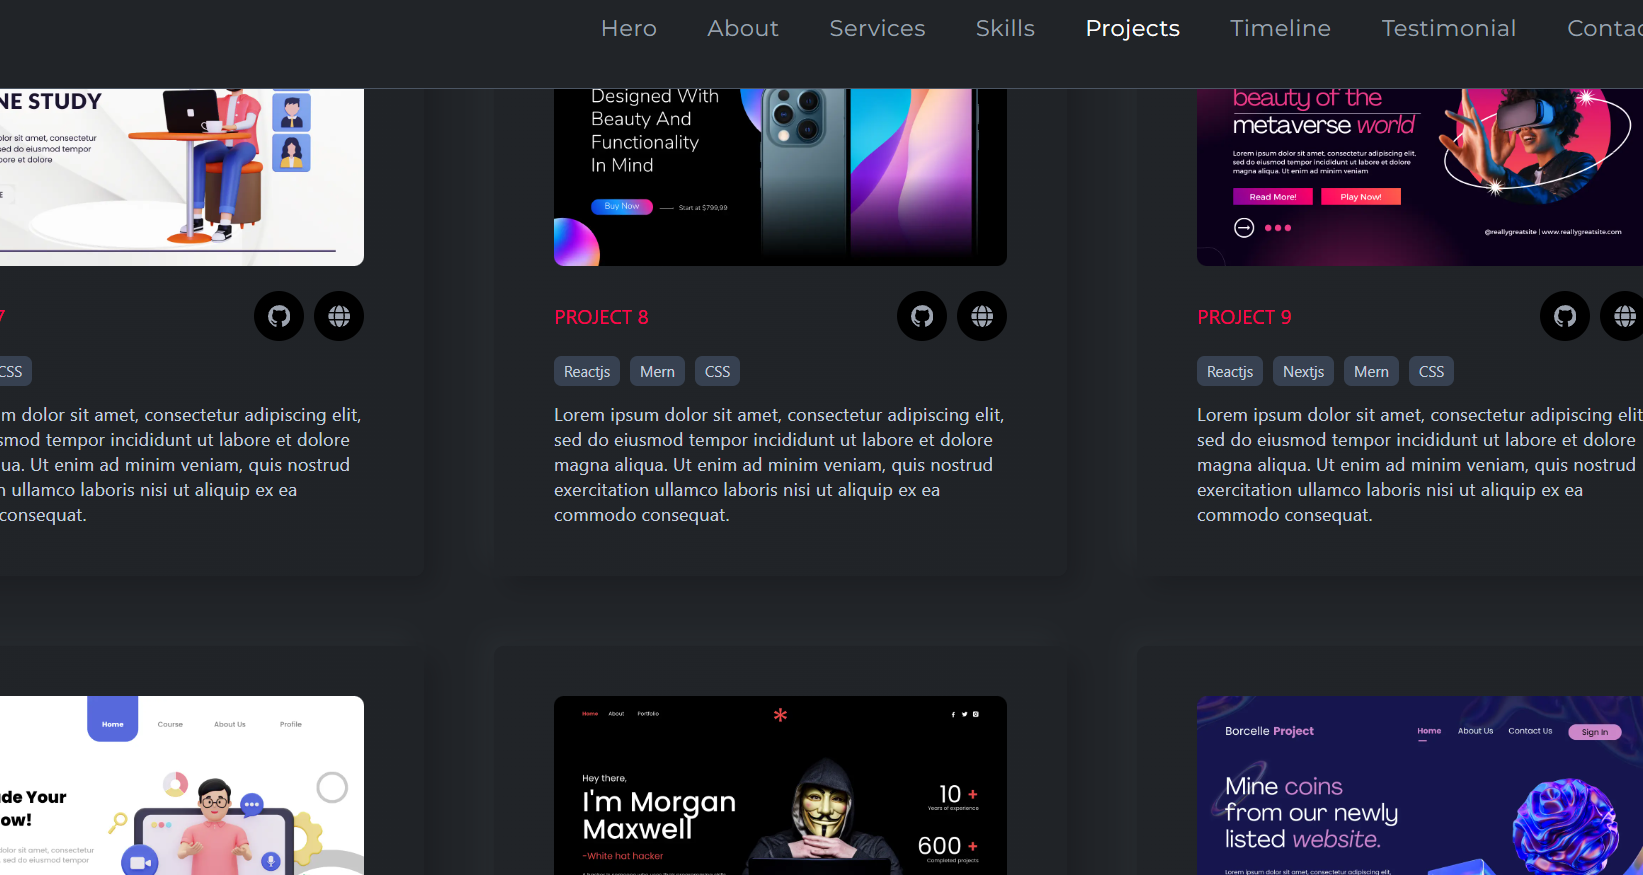 Hero About Services Skills Projects Timeline Testimonial Contac
NE STUDY
olor sit amet, consectetur
sed do eiusmod tempor
ore et dolore
Designed With
Beauty And
Functionality
In Mind
Buy Now
Start at $799,99
beauty of the
metaverse world
Lorem ipsum dolor sit amet, consectetur adipiscing elit,
sed do eiusmod tempor incididunt ut labore et dolore
magna aliqua. Ut enim ad minim veniam
Read More! Play Now!
@reallygreatsite | www.reallygreatsite.com
7
CSS
m dolor sit amet, consectetur adipiscing elit,
smod tempor incididunt ut labore et dolore
ua. Ut enim ad minim veniam, quis nostrud
n ullamco laboris nisi ut aliquip ex ea
consequat.
PROJECT 8
Reactjs Mern CSS
Lorem ipsum dolor sit amet, consectetur adipiscing elit,
sed do eiusmod tempor incididunt ut labore et dolore
magna aliqua. Ut enim ad minim veniam, quis nostrud
exercitation ullamco laboris nisi ut aliquip ex ea
commodo consequat.
PROJECT 9
Reactjs Nextjs Mern CSS
Lorem ipsum dolor sit amet, consectetur adipiscing elit
sed do eiusmod tempor incididunt ut labore et dolore
magna aliqua. Ut enim ad minim veniam, quis nostrud
exercitation ullamco laboris nisi ut aliquip ex ea
commodo consequat.
Home Course About Us Profile
de Your
ow!
dolor sit amet, consectetur
, sed do eiusmod tempor
Home About Portfolio
Hey there,
I'm Morgan
Maxwell
-White hat hacker
10 +
Years of experience
600 +
Completed projects
Borcelle Project
Home About Us Contact Us Sign In
Mine coins
from our newly
listed website.
Lorem ipsum dolor sit amet, consectetur adipiscing elit,